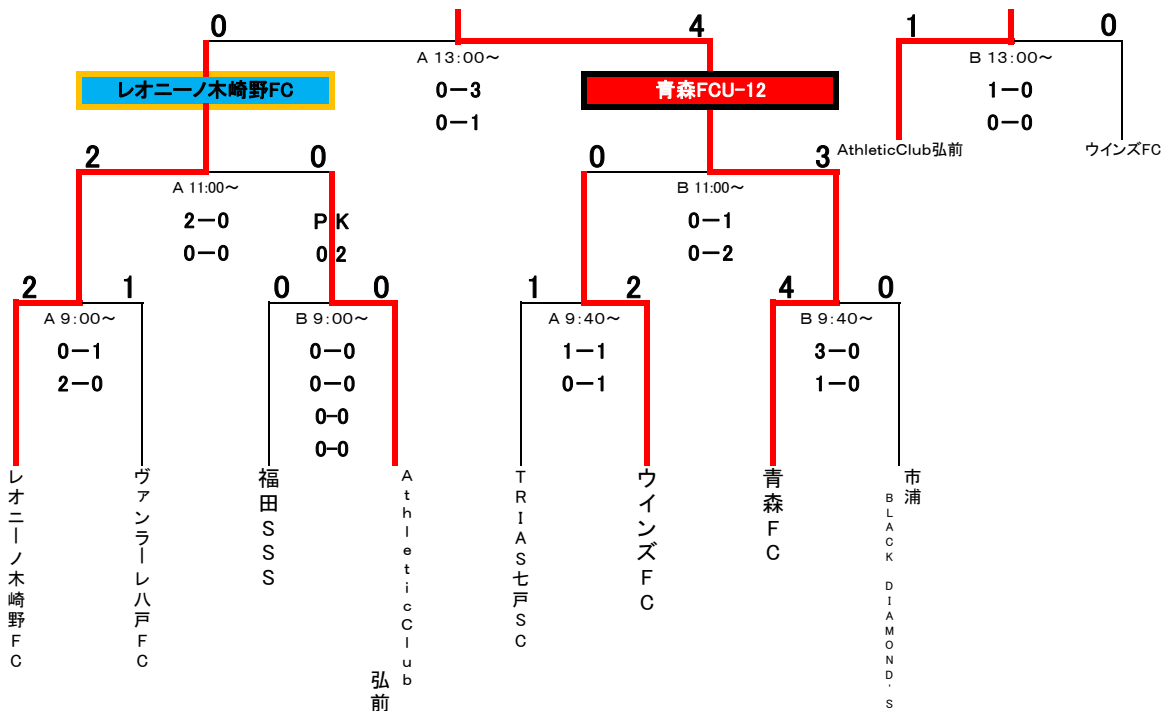 0 4 1 0
A 13:00～
0ー3
0ー1
B 13:00～
1ー0
0ー0
レオニーノ木崎野FC
青森FCU-12
AthleticClub弘前
ウインズFC
2 0 0 3
A 11:00～
2ー0
0ー0
P K
0 2
B 11:00～
0ー1
0ー2
2 1 0 0 1 2 4 0
A 9:00～
0ー1
2ー0
B 9:00～
0ー0
0ー0
0-0
0-0
A 9:40～
1ー1
0ー1
B 9:40～
3ー0
1ー0
レオニーノ木崎野FC
ヴァンラーレ八戸FC
福田SSS
AthleticClub
弘前
TRIAS七戸SC
ウインズFC
青森FC
市浦
BLACK DIAMOND'S